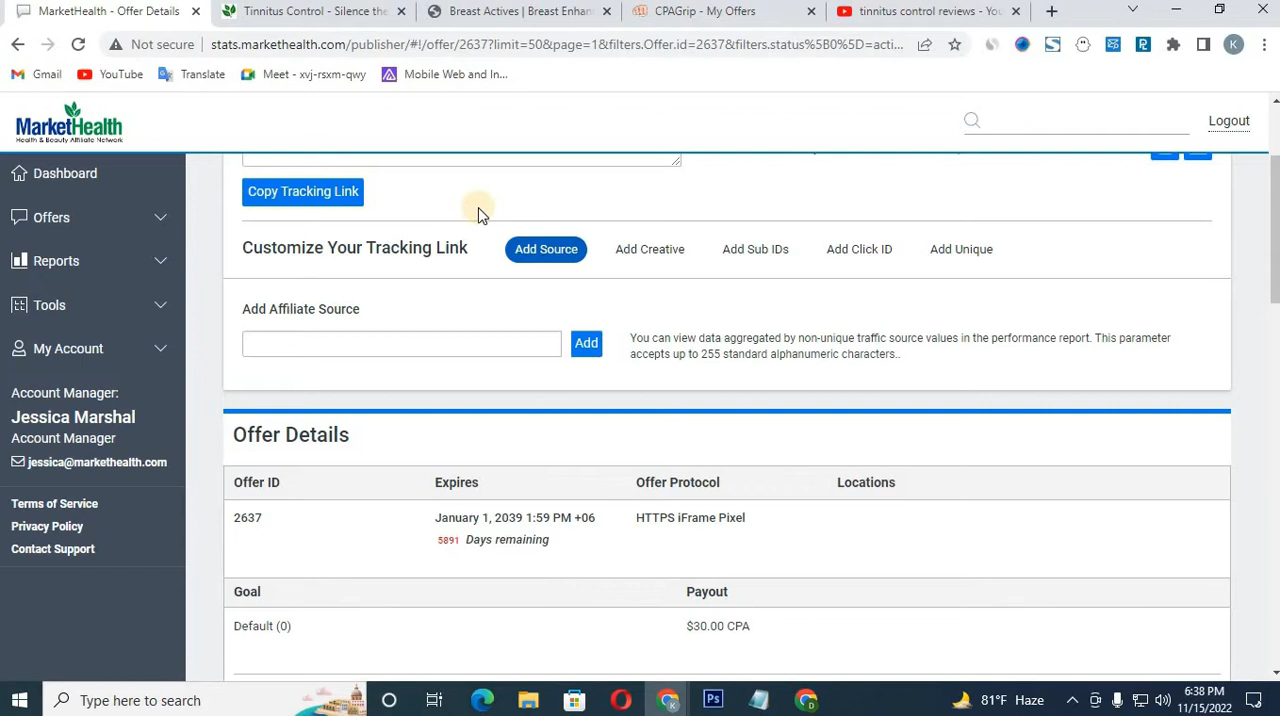 MarketHealth - Offer Details
Tinnitus Control - Silence the
Breast Actives | Breast Enhan
CPAGrip - My Offers
tinnitus control reviews - You
Not secure
stats.markethealth.com/publisher/#!/offer/2637?limit=50&page=1&filters.Offer.id=2637&filters.status%5B0%5D=acti...
K
Gmail
YouTube
Translate
Meet - xvj-rsxm-qwy
Mobile Web and In...
MarketHealth
Health & Beauty Affiliate Network
Logout
Dashboard
Offers
Reports
Tools
My Account
Account Manager:
Jessica Marshal
Account Manager
jessica@markethealth.com
Terms of Service
Privacy Policy
Contact Support
Copy Tracking Link
Customize Your Tracking Link
Add Source
Add Creative
Add Sub IDs
Add Click ID
Add Unique
Add Affiliate Source
Add
You can view data aggregated by non-unique traffic source values in the performance report. This parameter
accepts up to 255 standard alphanumeric characters..
Offer Details
Offer ID
Expires
Offer Protocol
Locations
2637
January 1, 2039 1:59 PM +06
HTTPS iFrame Pixel
5891 Days remaining
Goal
Payout
Default (0)
$30.00 CPA
Type here to search
Ps
81°F Haze
6:38 PM
11/15/2022